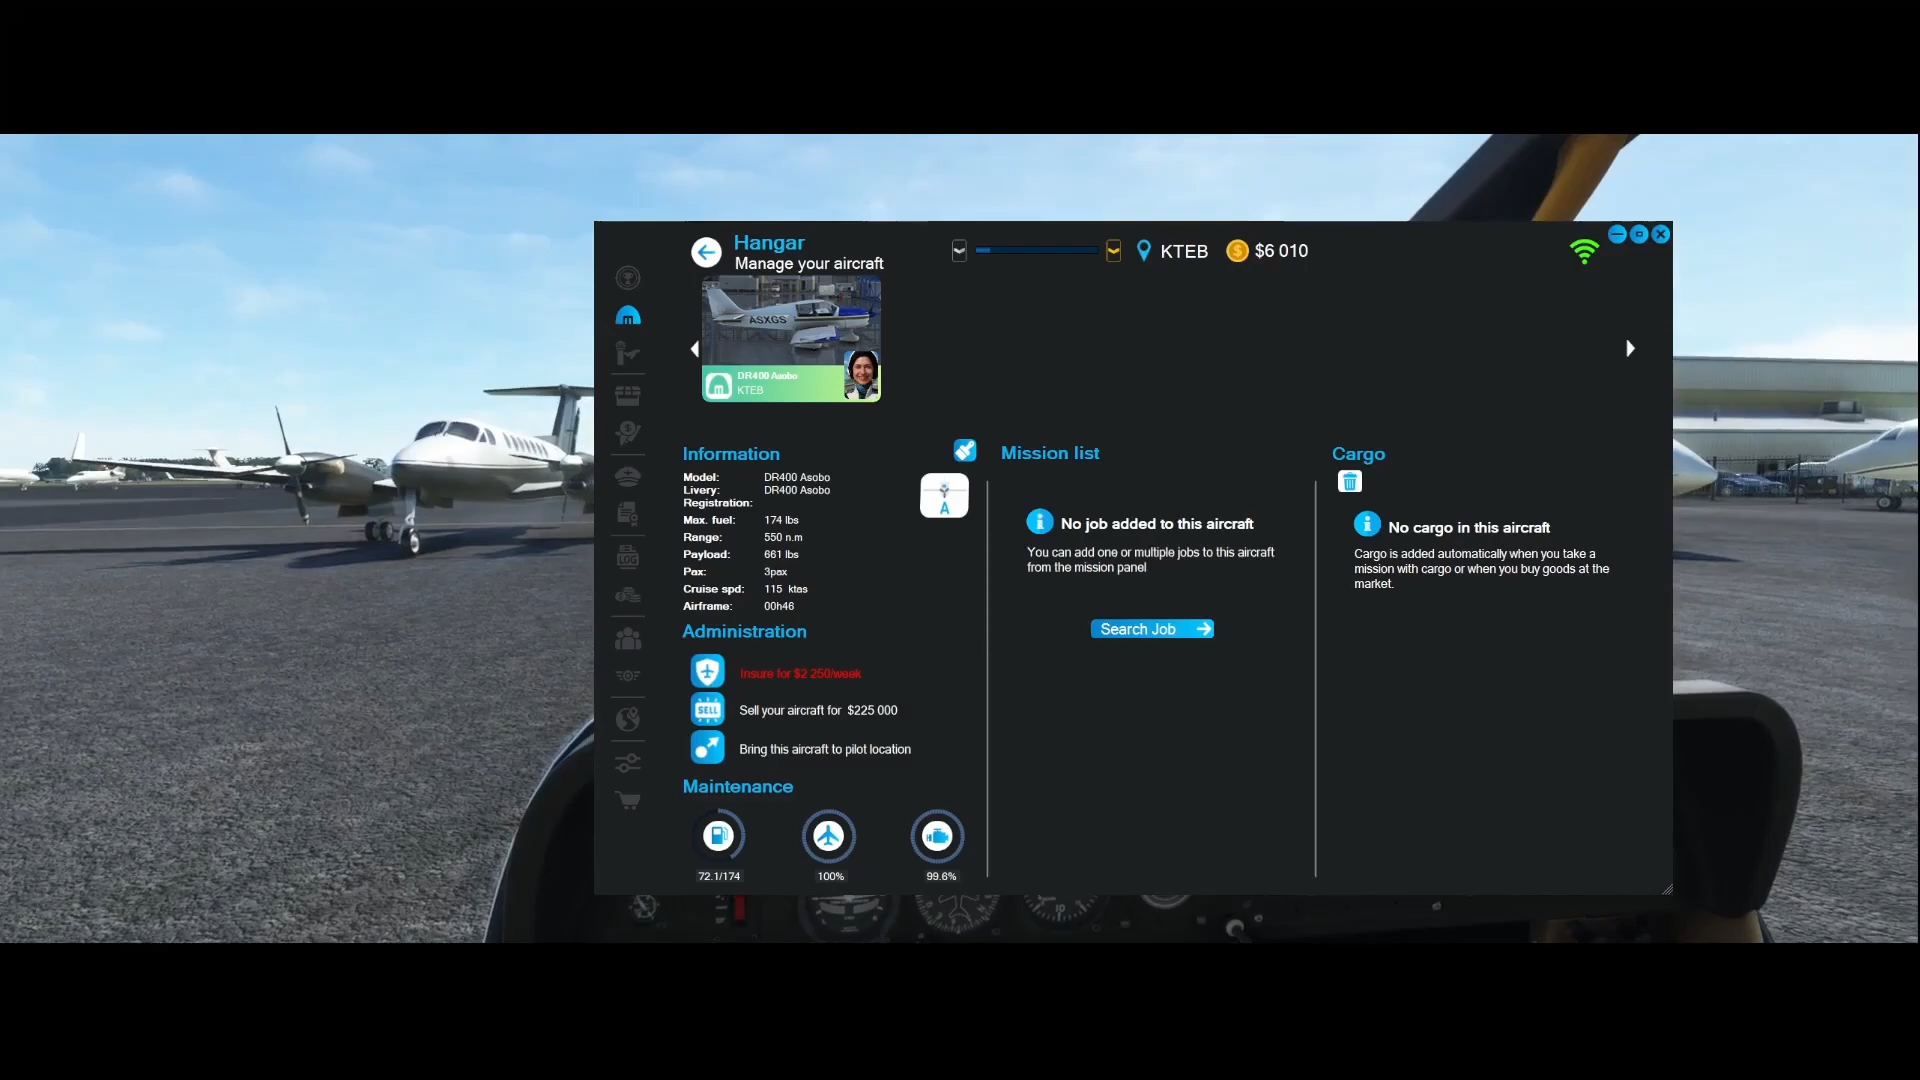 Hangar
Manage your aircraft
KTEB
$6 010
ASXGS
DR400 Asobo
KTEB
Information
Model: DR400 Asobo
Livery: DR400 Asobo
Registration:
Max. fuel: 174 lbs
Range: 550 n.m
Payload: 661 lbs
Pax: 3pax
Cruise spd: 115 ktas
Airframe: 00h46
A
Administration
Insure for $2 250/week
SELL
Sell your aircraft for $225 000
Bring this aircraft to pilot location
Maintenance
72.1/174
100%
99.6%
Mission list
No job added to this aircraft
You can add one or multiple jobs to this aircraft
from the mission panel
Search Job
Cargo
No cargo in this aircraft
Cargo is added automatically when you take a
mission with cargo or when you buy goods at the
market.
LOG
10